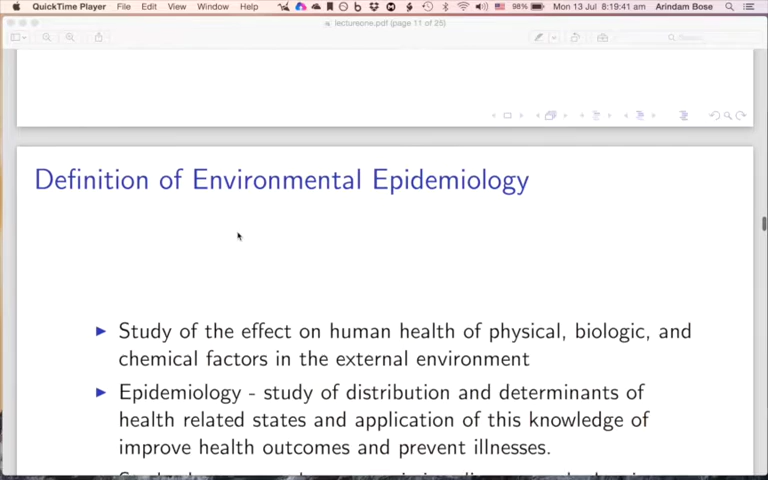 QuickTime Player File Edit View Window Help 98% Mon 13 Jul 8:19:41 am Arindam Bose
lectureone.pdf (page 11 of 25)
Search
Definition of Environmental Epidemiology
Study of the effect on human health of physical, biologic, and
chemical factors in the external environment
Epidemiology - study of distribution and determinants of
health related states and application of this knowledge of
improve health outcomes and prevent illnesses.